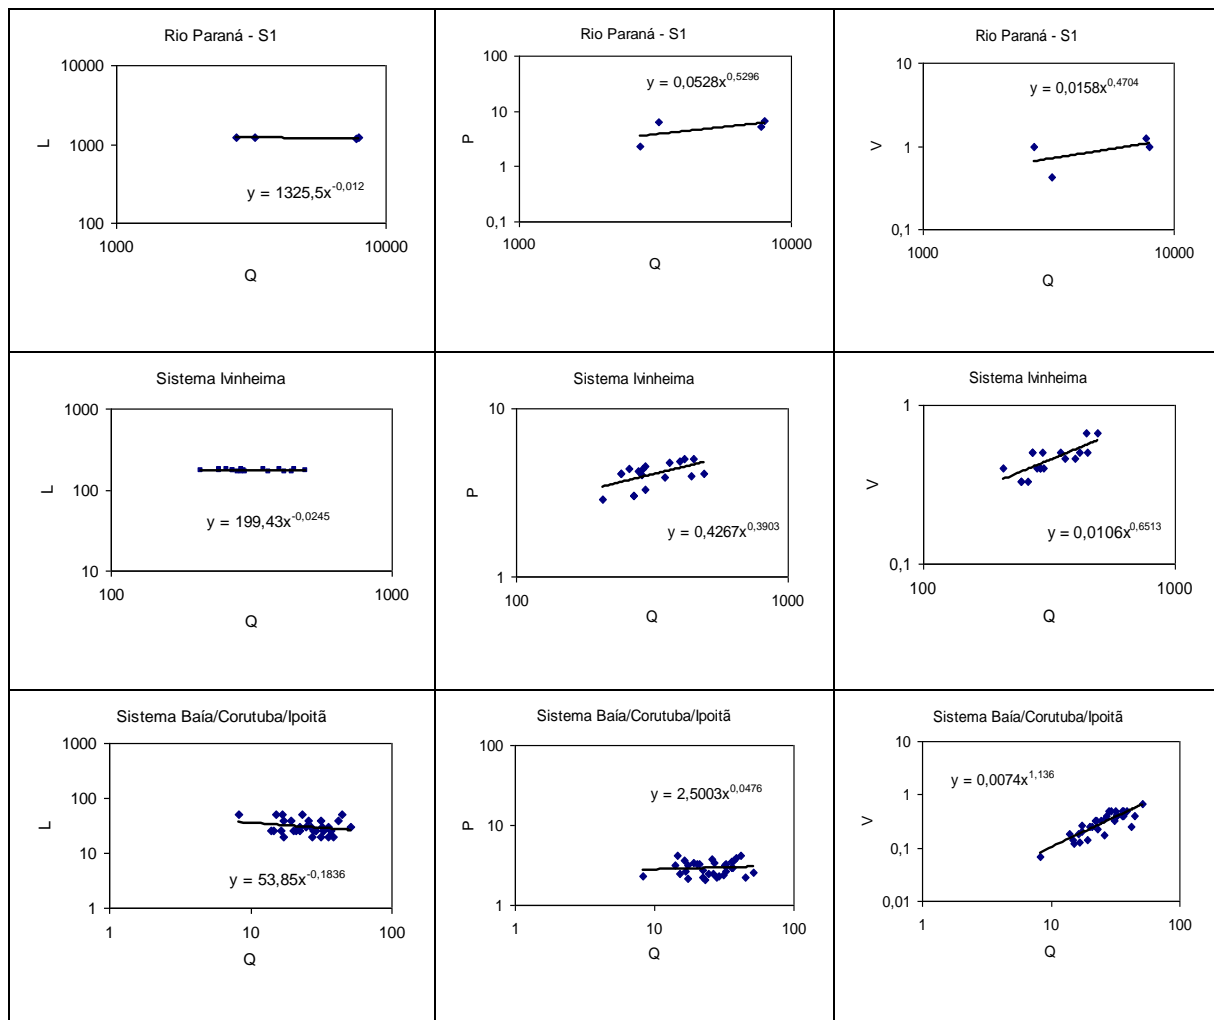 Rio Paraná - S1
10000
1000
100
1000
10000
L
Q
y = 1325,5x^-0,012
Rio Paraná - S1
100
10
1
0,1
1000
10000
P
Q
y = 0,0528x^0,5296
Rio Paraná - S1
10
1
0,1
1000
10000
V
Q
y = 0,0158x^0,4704
Sistema Ivinheima
1000
100
10
100
1000
L
Q
y = 199,43x^-0,0245
Sistema Ivinheima
10
1
100
1000
P
Q
y = 0,4267x^0,3903
Sistema Ivinheima
1
0,1
100
1000
V
Q
y = 0,0106x^0,6513
Sistema Baía/Corutuba/Ipoitã
1000
100
10
1
1
10
100
L
Q
y = 53,85x^-0,1836
Sistema Baía/Corutuba/Ipoitã
100
10
1
1
10
100
P
Q
y = 2,5003x^0,0476
Sistema Baía/Corutuba/Ipoitã
10
1
0,1
0,01
1
10
100
V
Q
y = 0,0074x^1,136